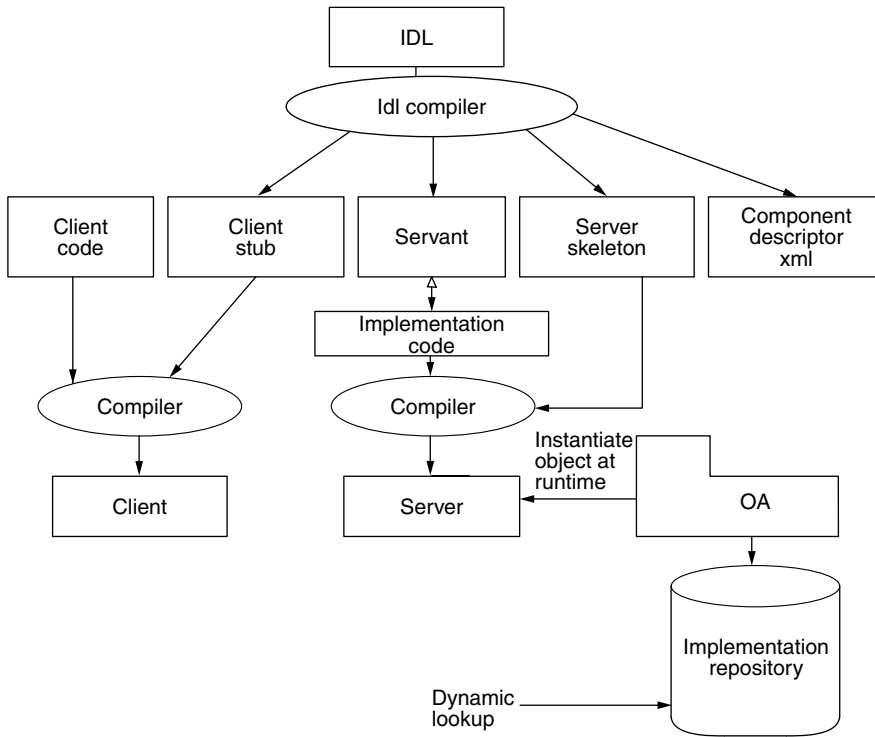 IDL
Idl compiler
Client
code
Client
stub
Servant
Server
skeleton
Component
descriptor
xml
Implementation
code
Compiler
Compiler
Instantiate
object at
runtime
Client
Server
OA
Implementation
repository
Dynamic
lookup